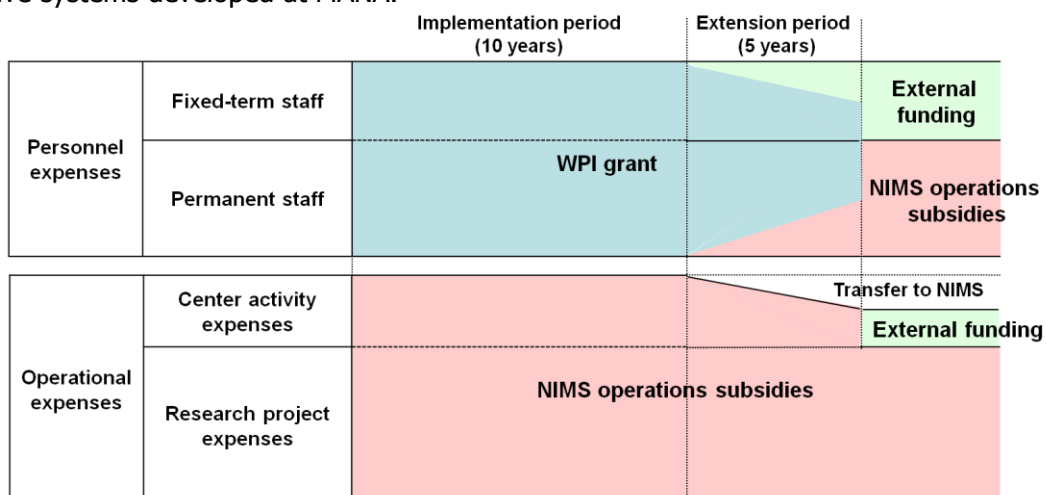 ive systems developed at MANA.
Implementation period
(10 years)
Extension period
(5 years)
Personnel
expenses
Fixed-term staff
Permanent staff
WPI grant
External
funding
NIMS operations
subsidies
Operational
expenses
Center activity
expenses
Research project
expenses
Transfer to NIMS
External funding
NIMS operations subsidies